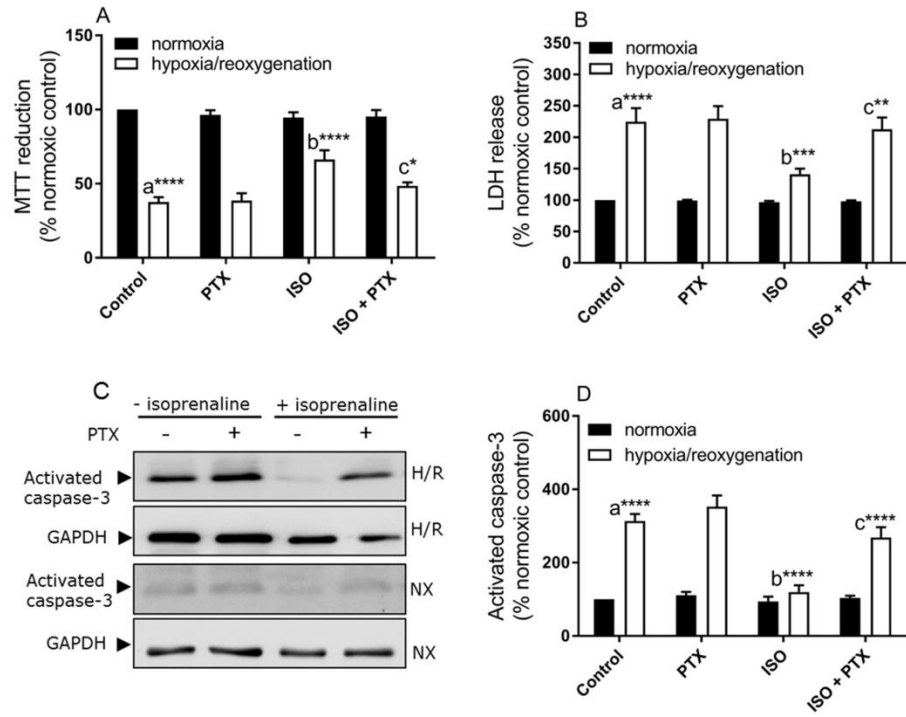 A
normoxia
hypoxia/reoxygenation
MTT reduction
(% normoxic control)
150
100
50
0
a****
b****
c*
Control
PTX
ISO
ISO + PTX
B
normoxia
hypoxia/reoxygenation
LDH release
(% normoxic control)
350
300
250
200
150
100
50
0
a****
b***
c**
Control
PTX
ISO
ISO + PTX
C
- isoprenaline + isoprenaline
PTX - + - +
Activated
caspase-3
H/R
GAPDH
H/R
Activated
caspase-3
NX
GAPDH
NX
D
normoxia
hypoxia/reoxygenation
Activated caspase-3
(% normoxic control)
600
400
200
0
a****
b****
c****
Control
PTX
ISO
ISO + PTX